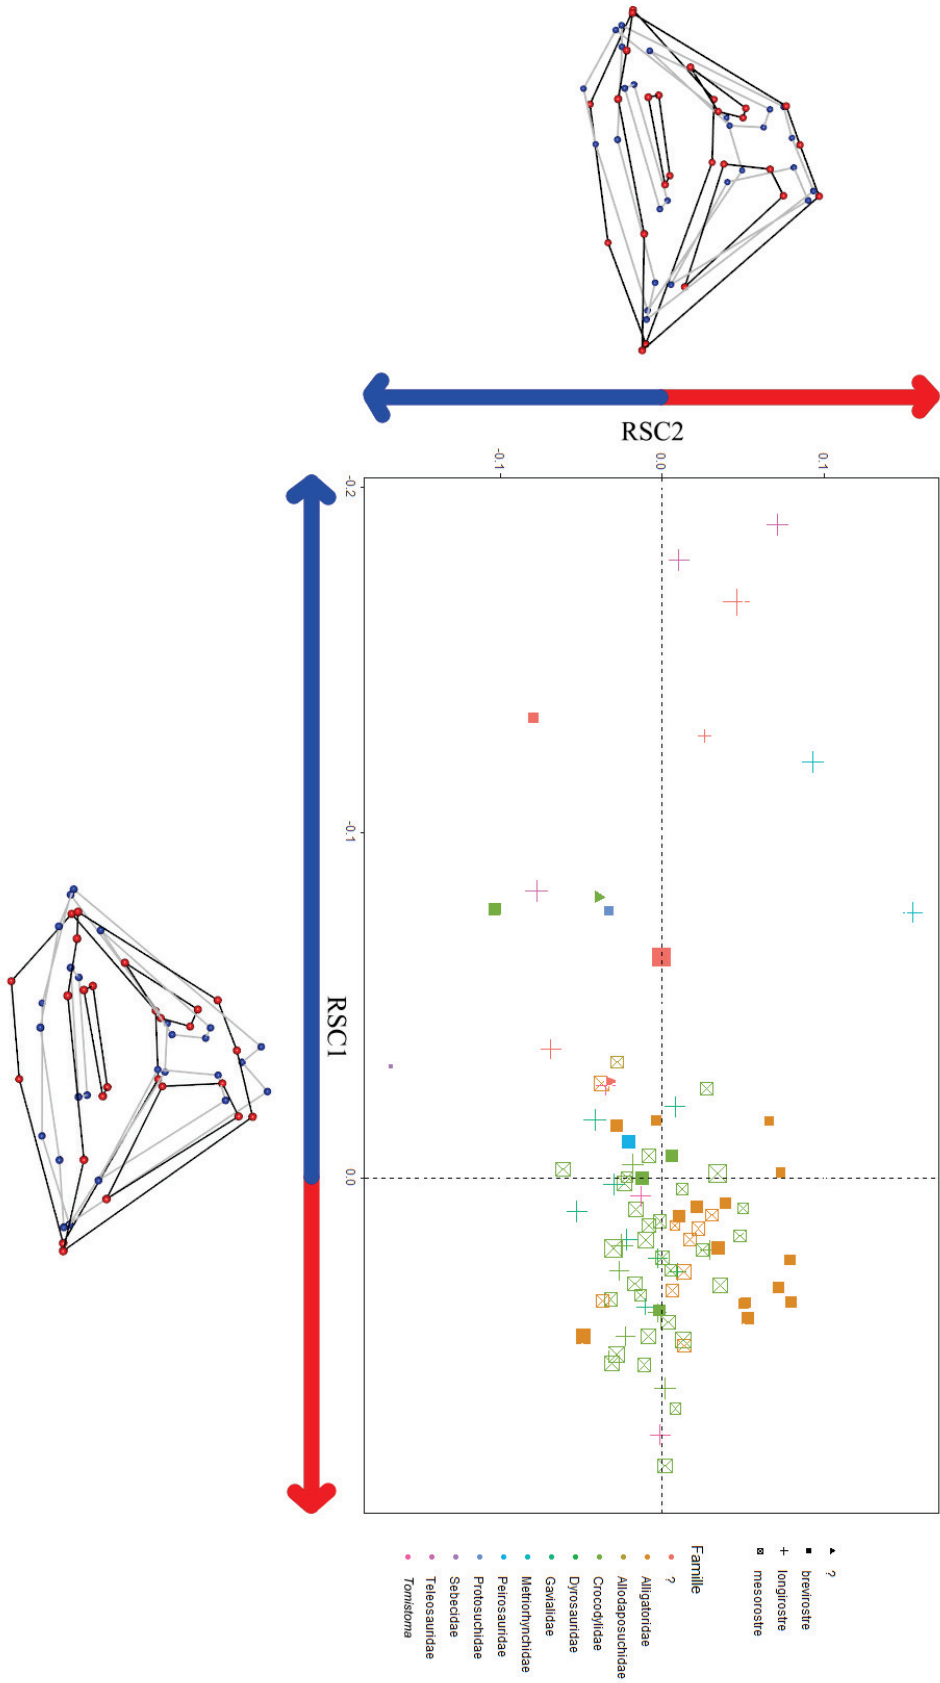 RSC2
0.1
0.0
-0.1
-0.2
-0.1
0.0
RSC1
?
brevirostre
longirostre
mesorostre
Famille
?
Alligatoridae
Allodaposuchidae
Crocodylidae
Dyrosauridae
Gavialidae
Metriorhynchidae
Peirosauridae
Protosuchidae
Sebecidae
Teleosauridae
Tomistoma